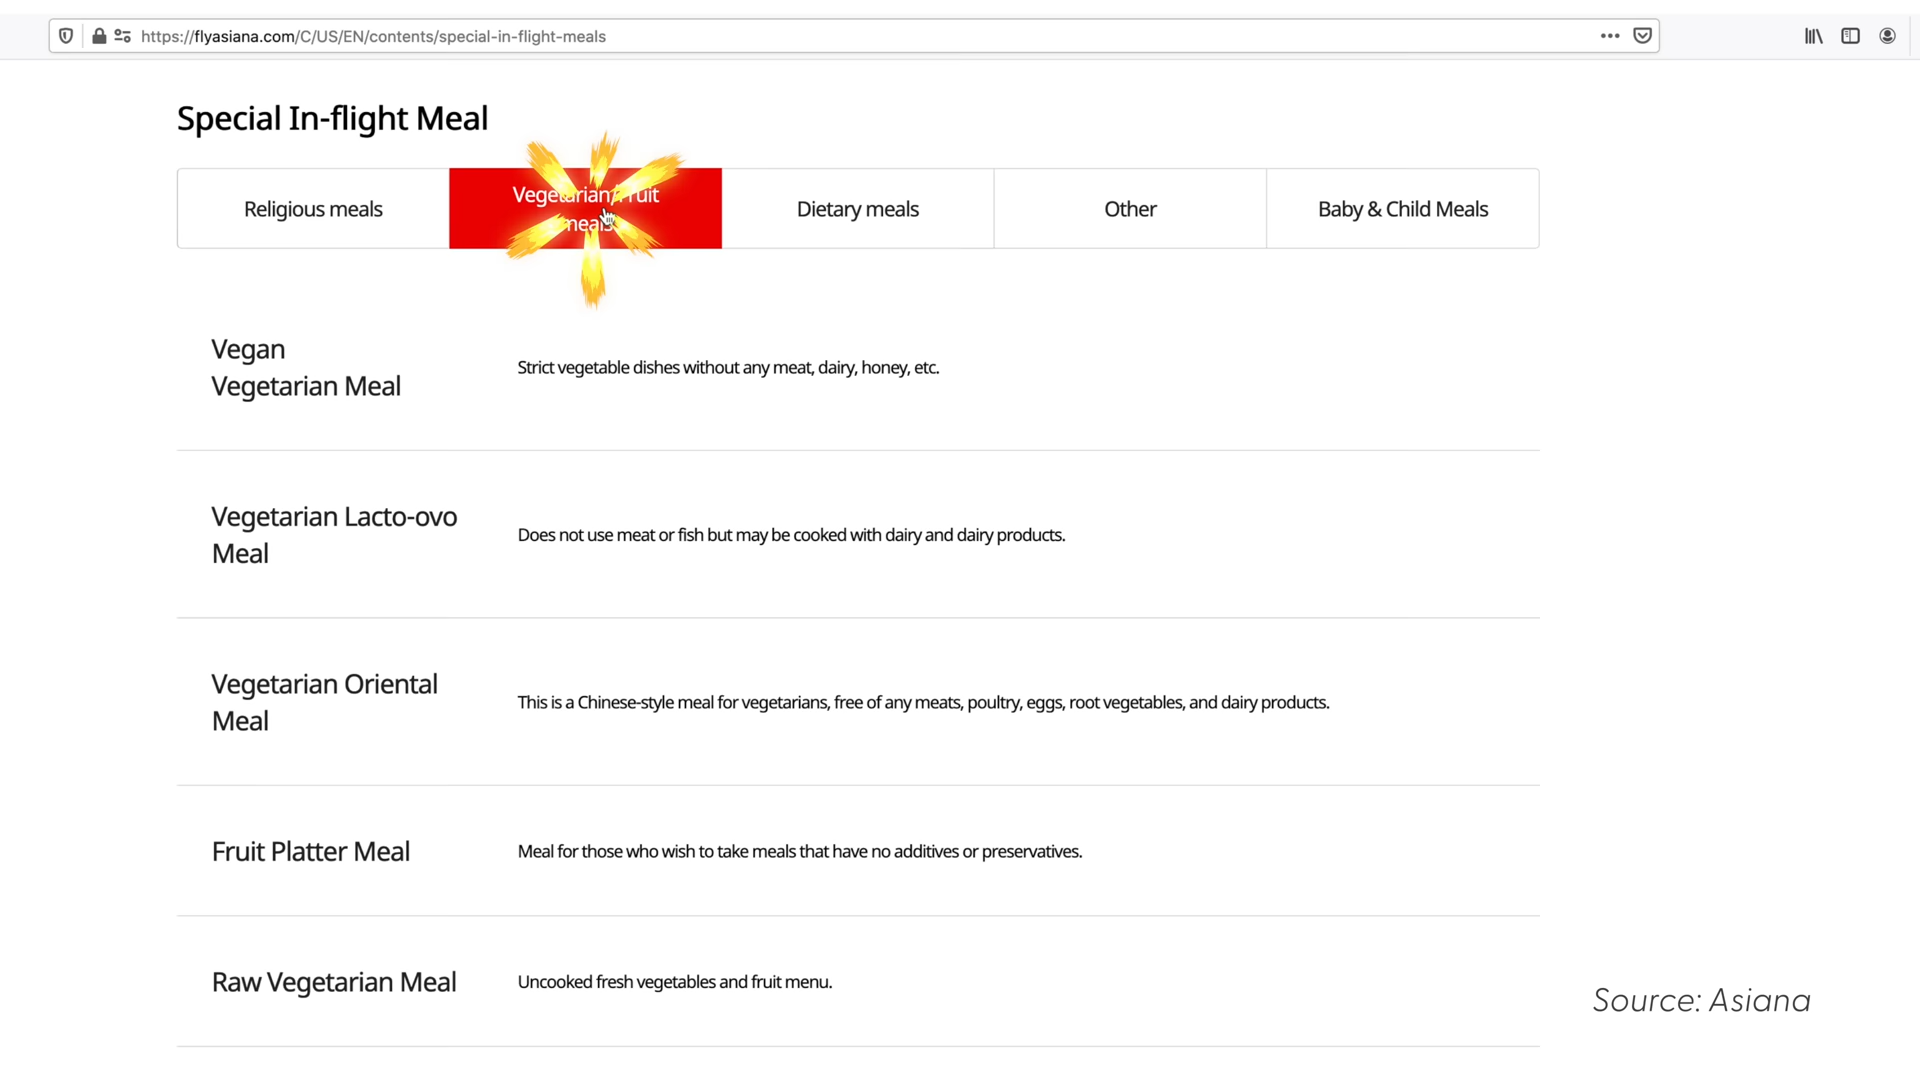 https://flyasiana.com/C/US/EN/contents/special-in-flight-meals
Special In-flight Meal
Religious meals
Vegetarian/Fruit
meals
Dietary meals
Other
Baby & Child Meals
Vegan
Vegetarian Meal
Strict vegetable dishes without any meat, dairy, honey, etc.
Vegetarian Lacto-ovo
Meal
Does not use meat or fish but may be cooked with dairy and dairy products.
Vegetarian Oriental
Meal
This is a Chinese-style meal for vegetarians, free of any meats, poultry, eggs, root vegetables, and dairy products.
Fruit Platter Meal
Meal for those who wish to take meals that have no additives or preservatives.
Raw Vegetarian Meal
Uncooked fresh vegetables and fruit menu.
Source: Asiana